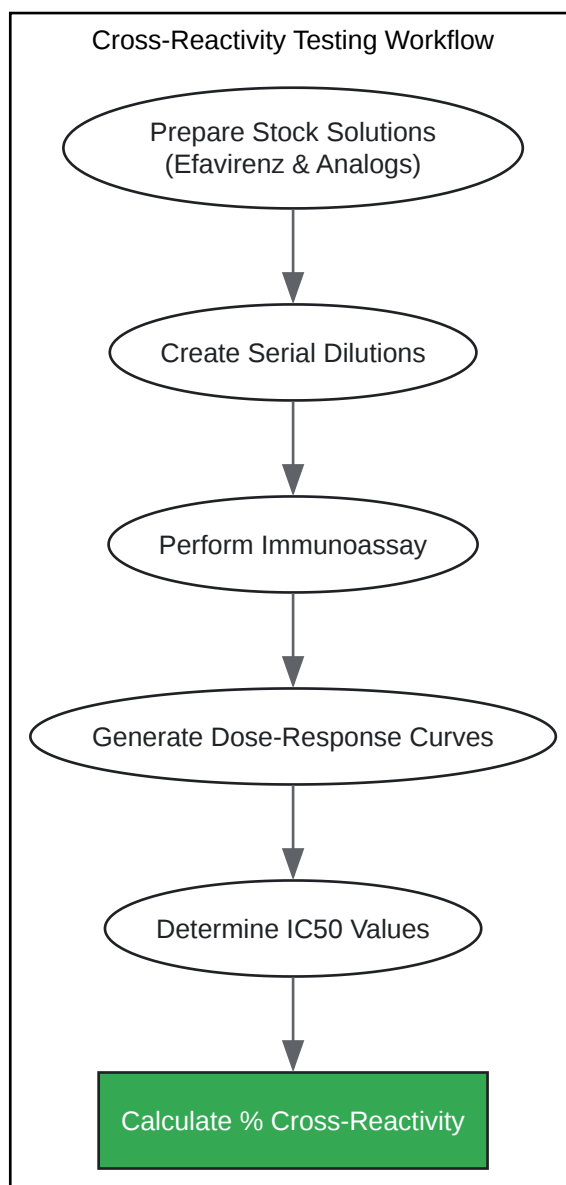 Cross-Reactivity Testing Workflow
Prepare Stock Solutions
(Efavirenz & Analogs)
Create Serial Dilutions
Perform Immunoassay
Generate Dose-Response Curves
Determine IC50 Values
Calculate % Cross-Reactivity